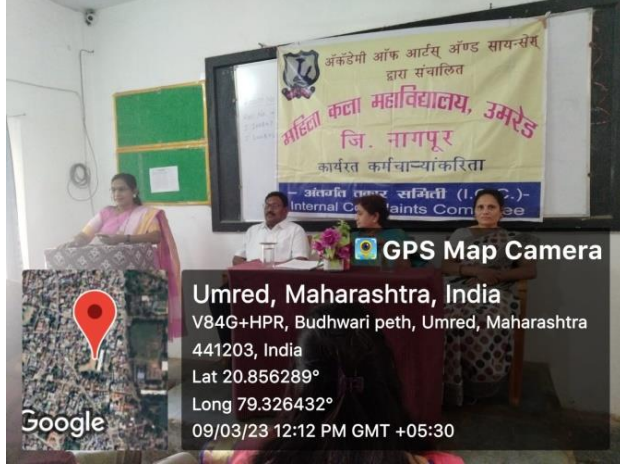 अ‍ॅकॅडेमी ऑफ आर्टस् अ‍ॅण्ड सायन्सेस्
द्वारा संचालित
महिला कला महाविद्यालय, उमरेड
जि. नागपूर
कार्यरत कर्मचाऱ्यांकरिता
- अंतर्गत तक्रार समिती (I. .C.)-
Internal Complaints Committee
GPS Map Camera
Umred, Maharashtra, India
V84G+HPR, Budhwari peth, Umred, Maharashtra
441203, India
Lat 20.856289°
Long 79.326432°
09/03/23 12:12 PM GMT +05:30
Google